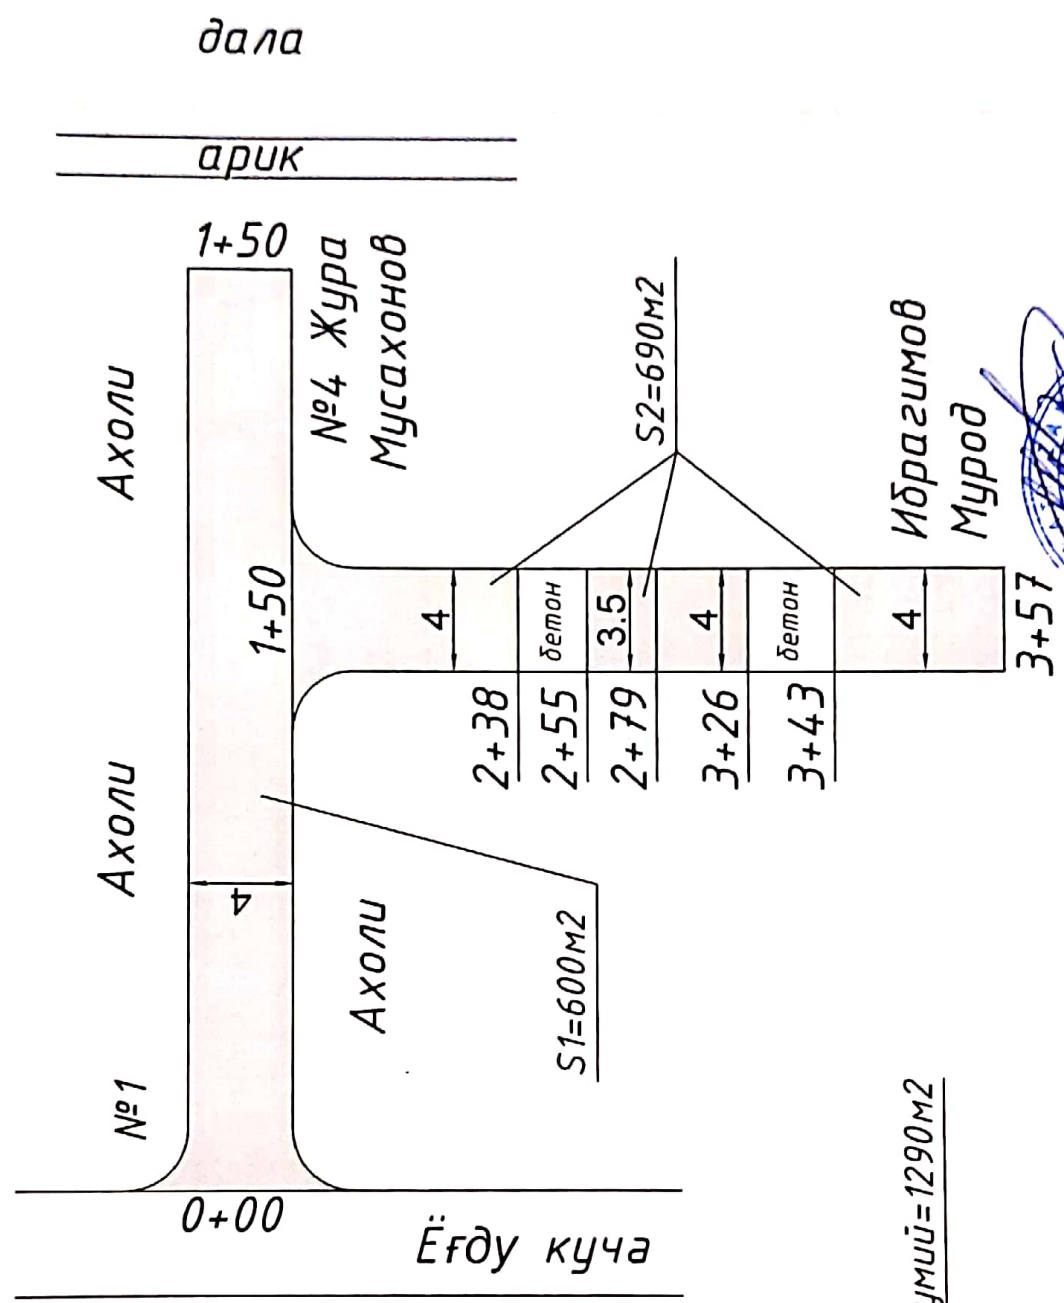 дала
арик
1+50
Ахоли
№4 Жура
Мусахонов
S2=690м2
Ибрагимов
Мурод
1+50
4
бетон
3.5
4
бетон
4
3+57
2+38
2+55
2+79
3+26
3+43
Ахоли
4
Ахоли
S1=600м2
№1
0+00
Ёғду куча
умий=1290м2